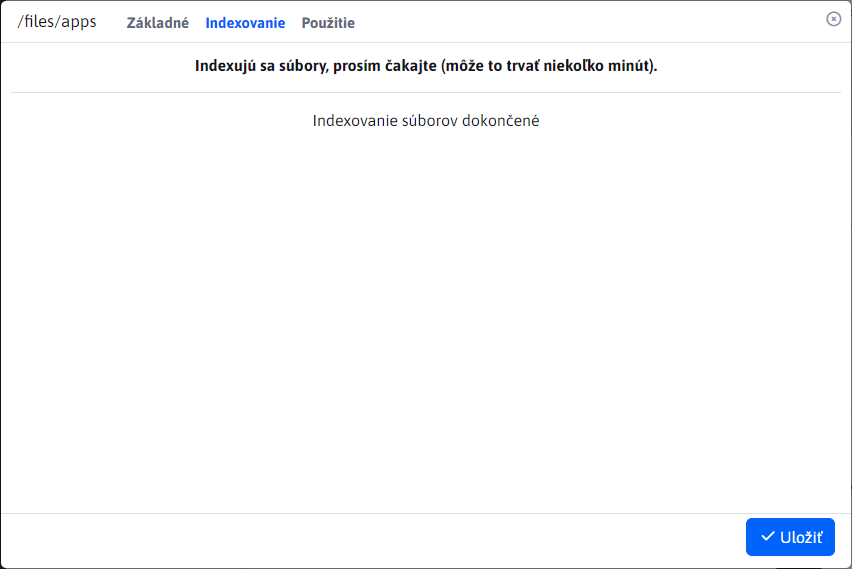 /files/apps Základné Indexovanie Použitie
Indexujú sa súbory, prosím čakajte (môže to trvať niekoľko minút).
Indexovanie súborov dokončené
Uložiť